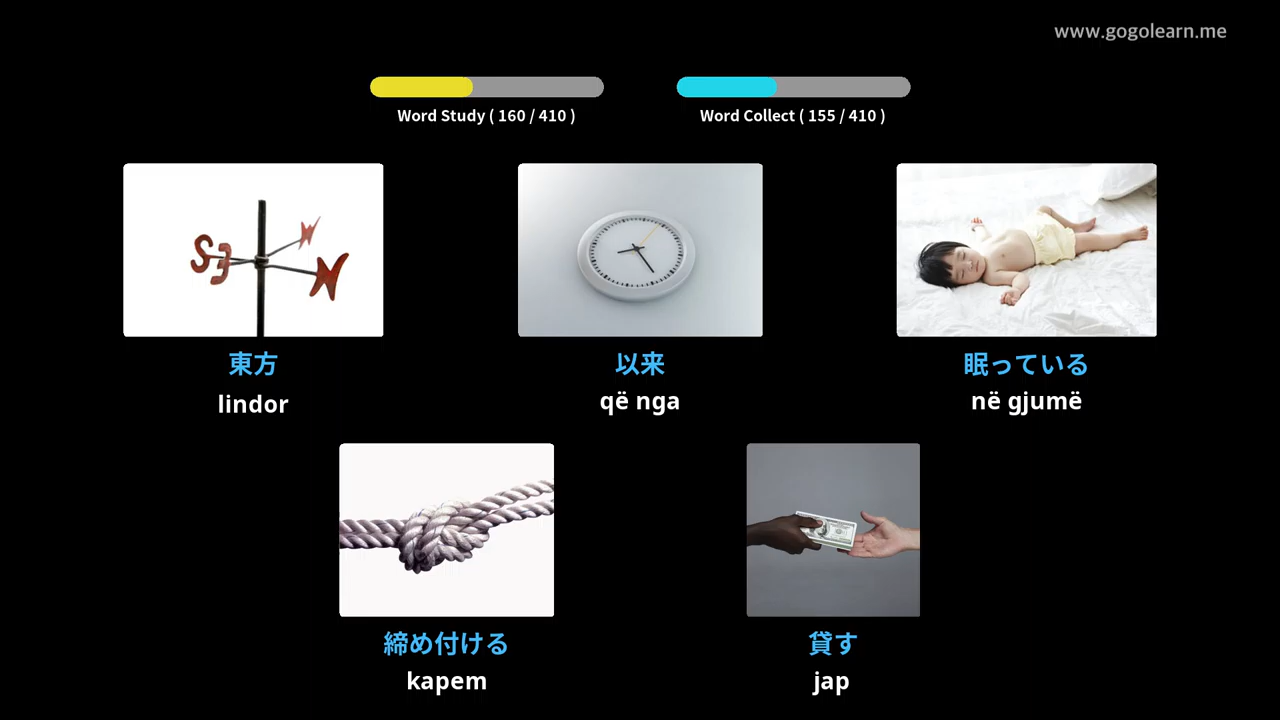 www.gogolearn.me
Word Study ( 160 / 410 )
Word Collect ( 155 / 410 )
東方
lindor
以来
që nga
眠っている
në gjumë
締め付ける
kapem
貸す
jap